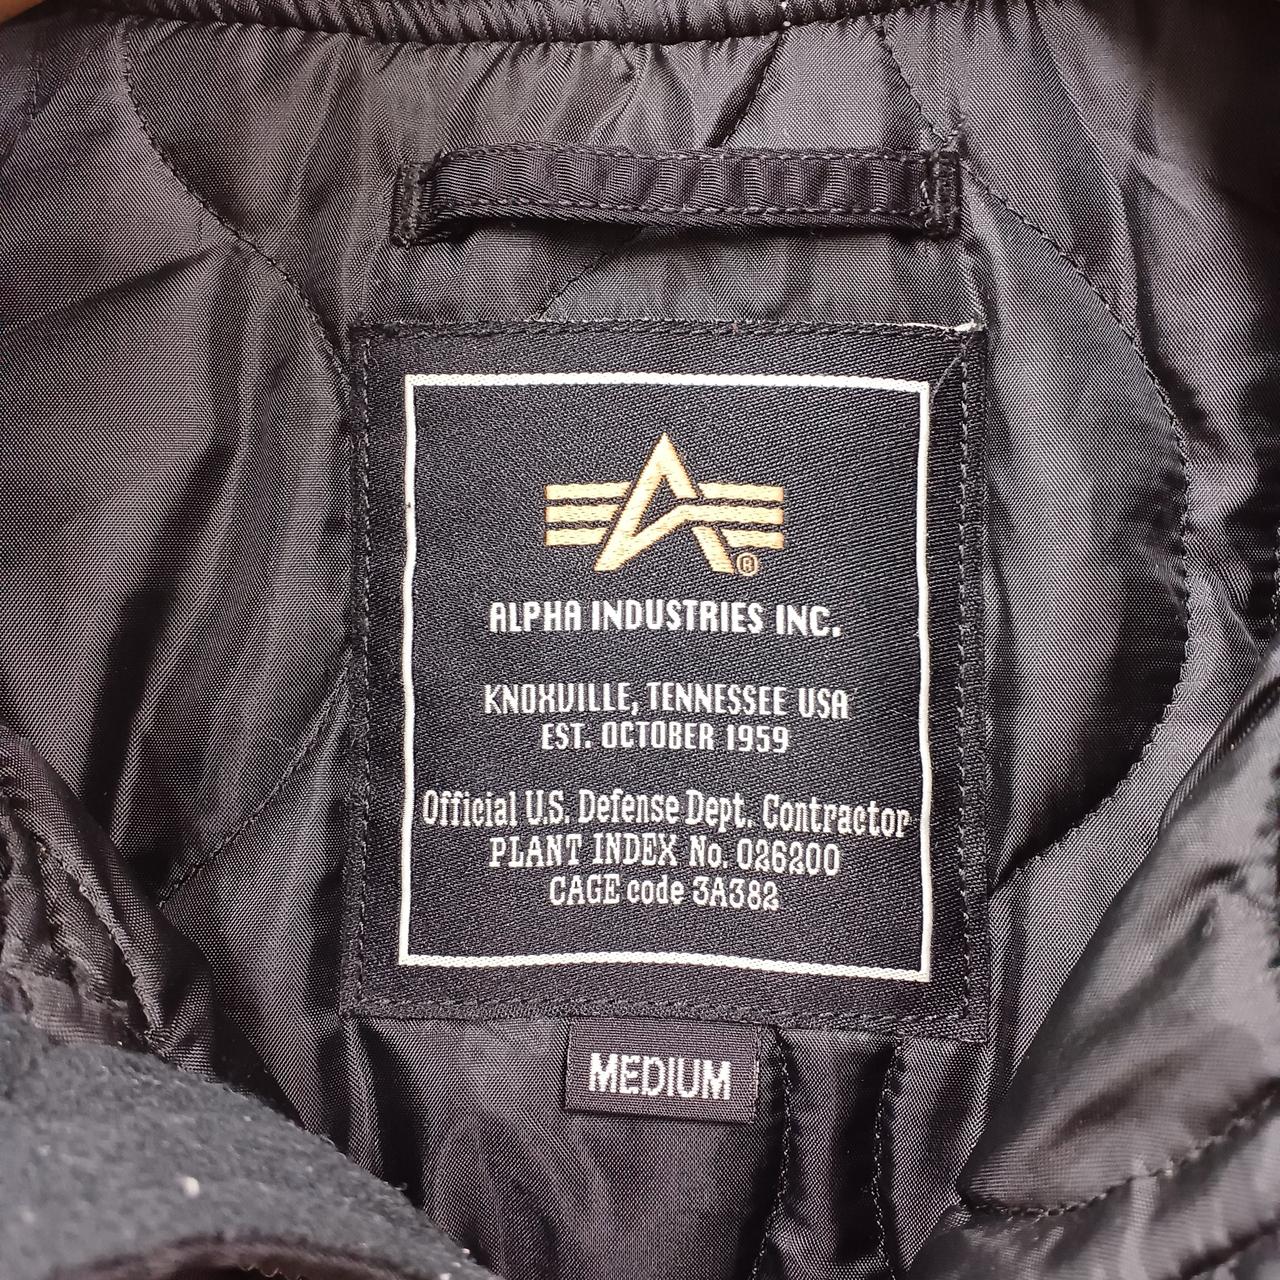 ®
ALPHA INDUSTRIES INC.
KNOXVILLE, TENNESSEE USA
EST. OCTOBER 1959
Official U.S. Defense Dept. Contractor
PLANT INDEX No. 026200
CAGE code 3A382
MEDIUM